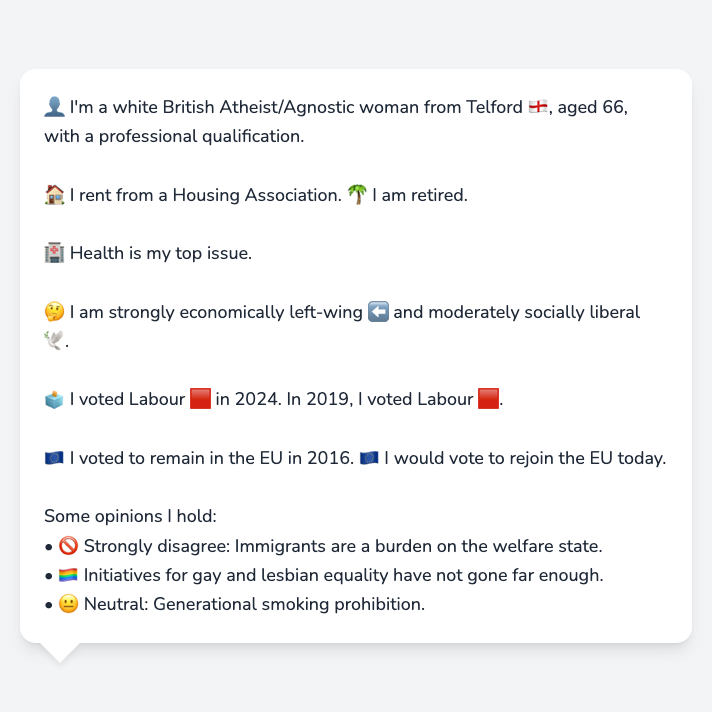 👤 I'm a white British Atheist/Agnostic woman from Telford 🏴󠁧󠁢󠁥󠁮󠁧󠁿, aged 66,
with a professional qualification.
🏠 I rent from a Housing Association. 🌴 I am retired.
🏥 Health is my top issue.
🤔 I am strongly economically left-wing ⬅️ and moderately socially liberal
🕊️.
🗳️ I voted Labour 🟥 in 2024. In 2019, I voted Labour 🟥.
🇪🇺 I voted to remain in the EU in 2016. 🇪🇺 I would vote to rejoin the EU today.
Some opinions I hold:
• 🚫 Strongly disagree: Immigrants are a burden on the welfare state.
• 🏳️‍🌈 Initiatives for gay and lesbian equality have not gone far enough.
• 😐 Neutral: Generational smoking prohibition.